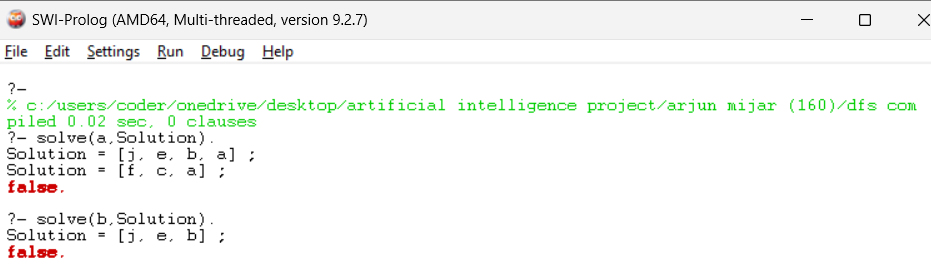 SWI-Prolog (AMD64, Multi-threaded, version 9.2.7)
File Edit Settings Run Debug Help
?-
% c:/users/coder/onedrive/desktop/artificial intelligence project/arjun mijar (160)/dfs com
piled 0.02 sec, 0 clauses
?- solve(a,Solution).
Solution = [j, e, b, a] ;
Solution = [f, c, a] ;
false.
?- solve(b,Solution).
Solution = [j, e, b] ;
false.